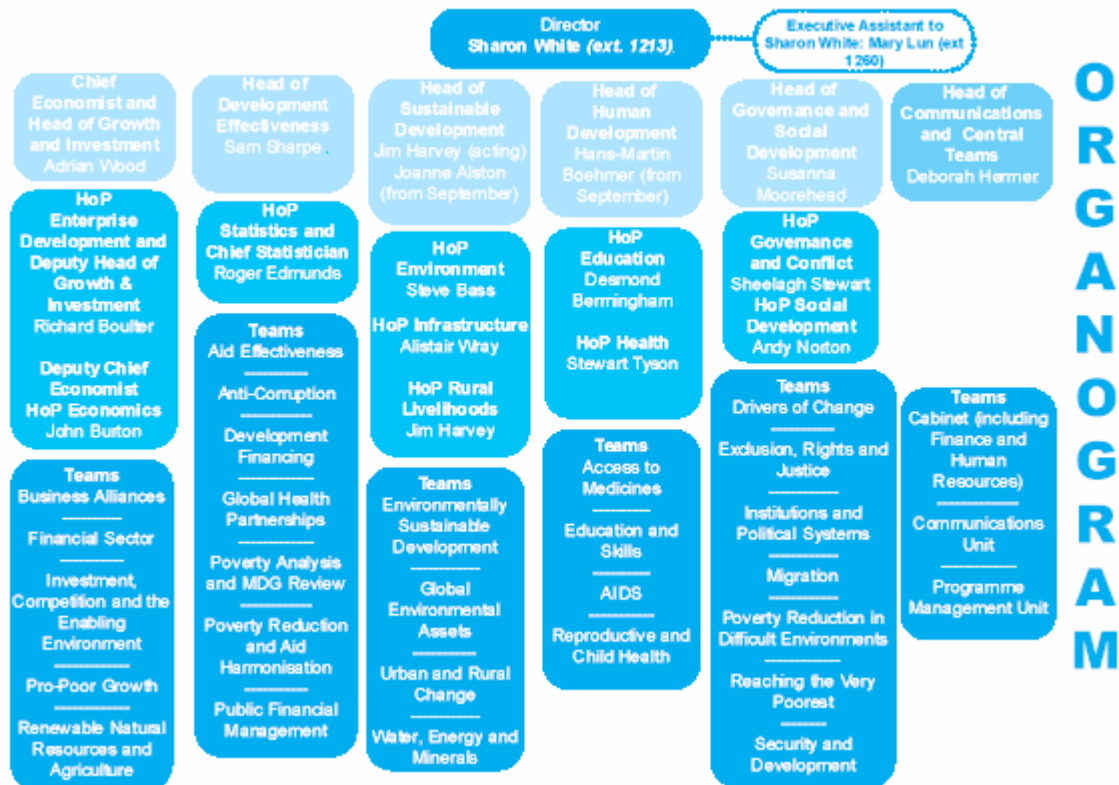 Director
Sharon White (ext. 1213)
Executive Assistant to
Sharon White: Mary Lun (ext
1260)
Chief
Economist and
Head of Growth
and Investment
Adrian Wood
HoP
Enterprise
Development and
Deputy Head of
Growth &
Investment
Richard Boulter
Deputy Chief
Economist
HoP Economics
John Burton
Teams
Business Alliances
Financial Sector
Investment,
Competition and the
Enabling
Environment
Pro-Poor Growth
Renewable Natural
Resources and
Agriculture
Head of
Development
Effectiveness
Sam Sharpe.
HoP
Statistics and
Chief Statistician
Roger Edmunds
Teams
Aid Effectiveness
Anti-Corruption
Development
Financing
Global Health
Partnerships
Poverty Analysis
and MDG Review
Poverty Reduction
and Aid
Harmonisation
Public Financial
Management
Head of
Sustainable
Development
Jim Harvey (acting)
Joanne Alston
(from September)
HoP
Environment
Steve Bass
HoP Infrastructure
Alistair Wray
HoP Rural
Livelihoods
Jim Harvey
Teams
Environmentally
Sustainable
Development
Global
Environmental
Assets
Urban and Rural
Change
Water, Energy and
Minerals
Head of
Human
Development
Hans-Martin
Boehmer (from
September)
HoP
Education
Desmond
Bermingham
HoP Health
Stewart Tyson
Teams
Access to
Medicines
Education and
Skills
AIDS
Reproductive and
Child Health
Head of
Governance and
Social
Development
Susanna
Moorehead
HoP
Governance
and Conflict
Sheelagh Stewart
HoP Social
Development
Andy Norton
Teams
Drivers of Change
Exclusion, Rights and
Justice
Institutions and
Political Systems
Migration
Poverty Reduction in
Difficult Environments
Reaching the Very
Poorest
Security and
Development
Head of
Communications
and Central
Teams
Deborah Hermer
Teams
Cabinet (including
Finance and
Human
Resources)
Communications
Unit
Programme
Management Unit
ORGANOGRAM